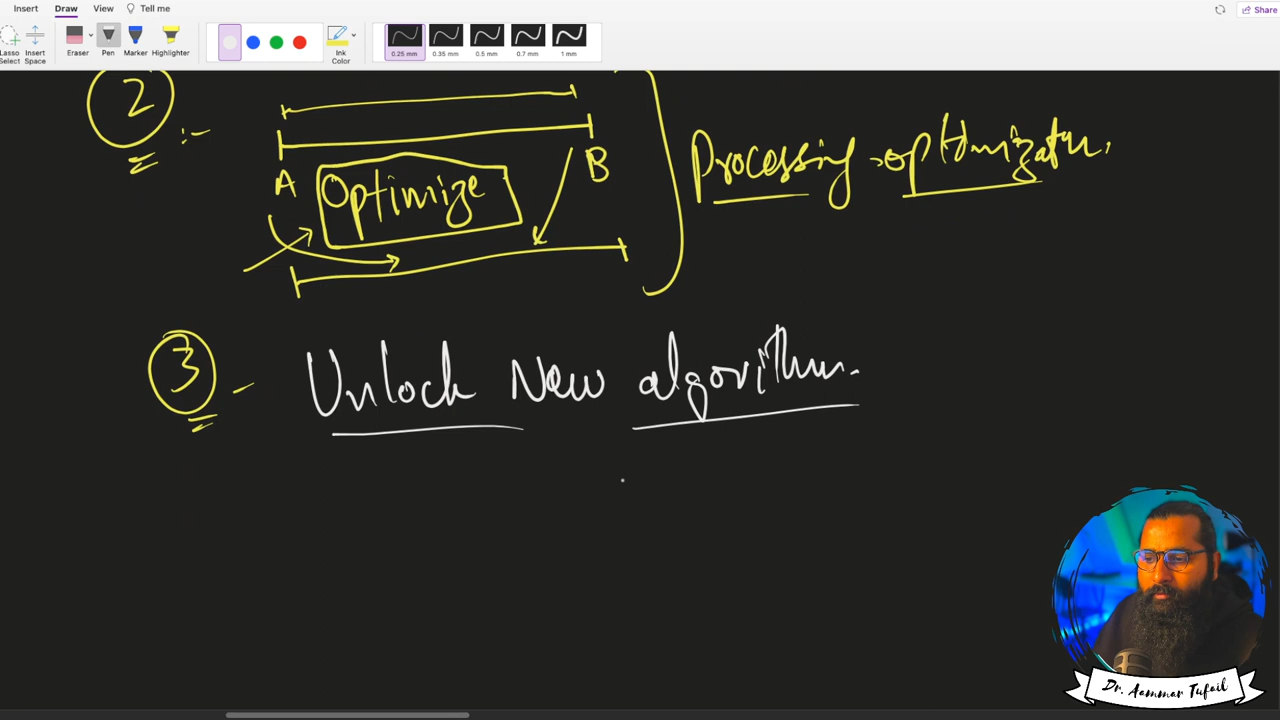 Insert Draw View Tell me
Share
Lasso Select
Insert Space
Eraser Pen Marker Highlighter
Ink Color
0.25 mm 0.35 mm 0.5 mm 0.7 mm 1 mm
2 :-
A B
Optimize
Processing
3 - Unlock New
Dr. Aammar Tufail